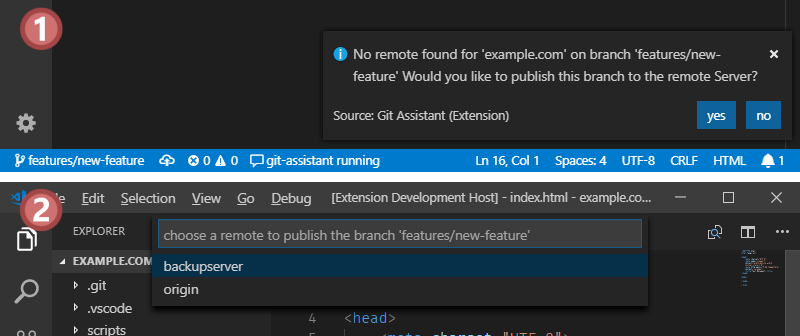 1
No remote found for 'example.com' on branch 'features/new-
feature' Would you like to publish this branch to the remote Server?
Source: Git Assistant (Extension)
yes
no
features/new-feature
0
0
git-assistant running
Ln 16, Col 1
Spaces: 4
UTF-8
CRLF
HTML
1
2
Edit
Selection
View
Go
Debug
[Extension Development Host] - index.html - example.co...
EXPLORER
choose a remote to publish the branch 'features/new-feature'
EXAMPLE.COM
backupserver
.git
origin
.vscode
4 <head>
scripts